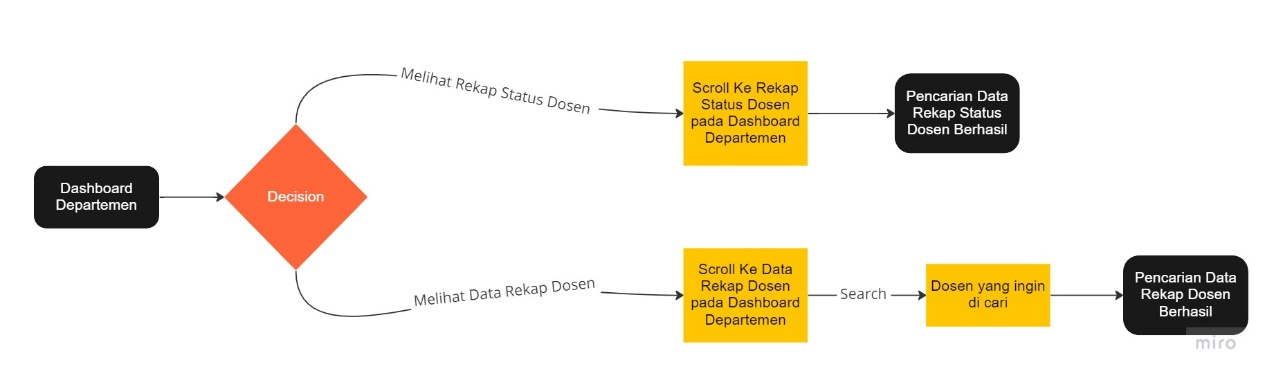 Dashboard
Departemen
Decision
Melihat Rekap Status Dosen
Scroll Ke Rekap
Status Dosen
pada Dashboard
Departemen
Pencarian Data
Rekap Status
Dosen Berhasil
Melihat Data Rekap Dosen
Scroll Ke Data
Rekap Dosen
pada Dashboard
Departemen
Search
Dosen yang ingin
di cari
Pencarian Data
Rekap Dosen
Berhasil
miro